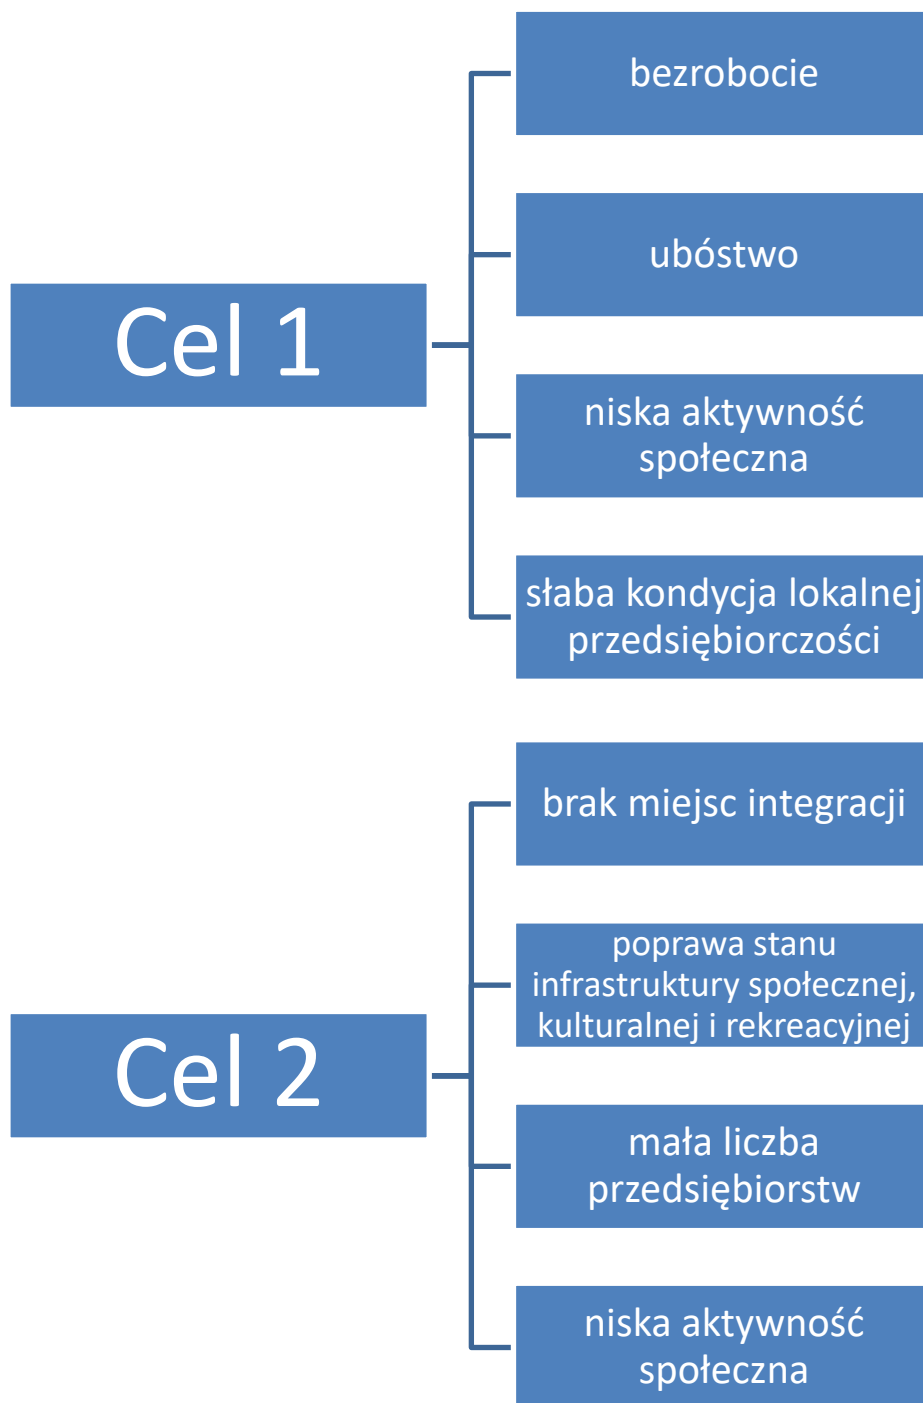 Cel 1
bezrobocie
ubóstwo
niska aktywność
społeczna
słaba kondycja lokalnej
przedsiębiorczości
Cel 2
brak miejsc integracji
poprawa stanu
infrastruktury społecznej,
kulturalnej i rekreacyjnej
mała liczba
przedsiębiorstw
niska aktywność
społeczna